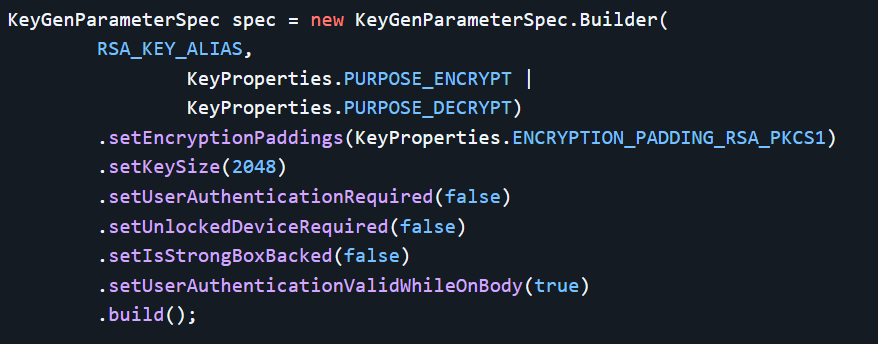 KeyGenParameterSpec spec = new KeyGenParameterSpec.Builder(
RSA_KEY_ALIAS,
KeyProperties.PURPOSE_ENCRYPT |
KeyProperties.PURPOSE_DECRYPT)
.setEncryptionPaddings(KeyProperties.ENCRYPTION_PADDING_RSA_PKCS1)
.setKeySize(2048)
.setUserAuthenticationRequired(false)
.setUnlockedDeviceRequired(false)
.setIsStrongBoxBacked(false)
.setUserAuthenticationValidWhileOnBody(true)
.build();